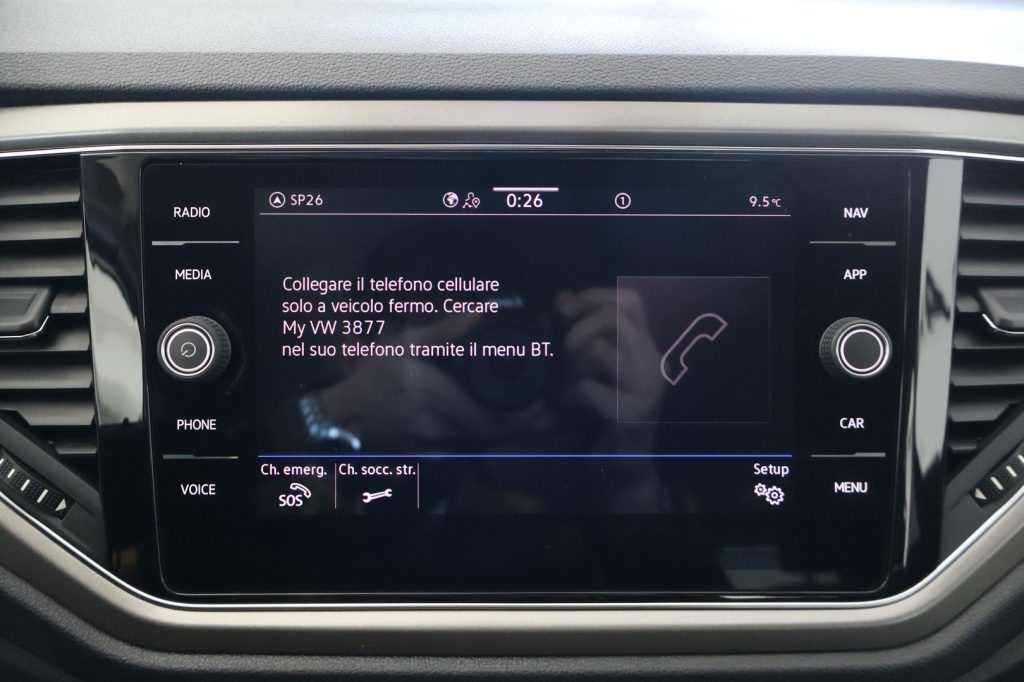 RADIO
MEDIA
PHONE
VOICE
SP26
0:26
1
9.5°C
Collegare il telefono cellulare
solo a veicolo fermo. Cercare
My VW 3877
nel suo telefono tramite il menu BT.
Ch. emerg.
SOS
Ch. socc. str.
Setup
NAV
APP
CAR
MENU